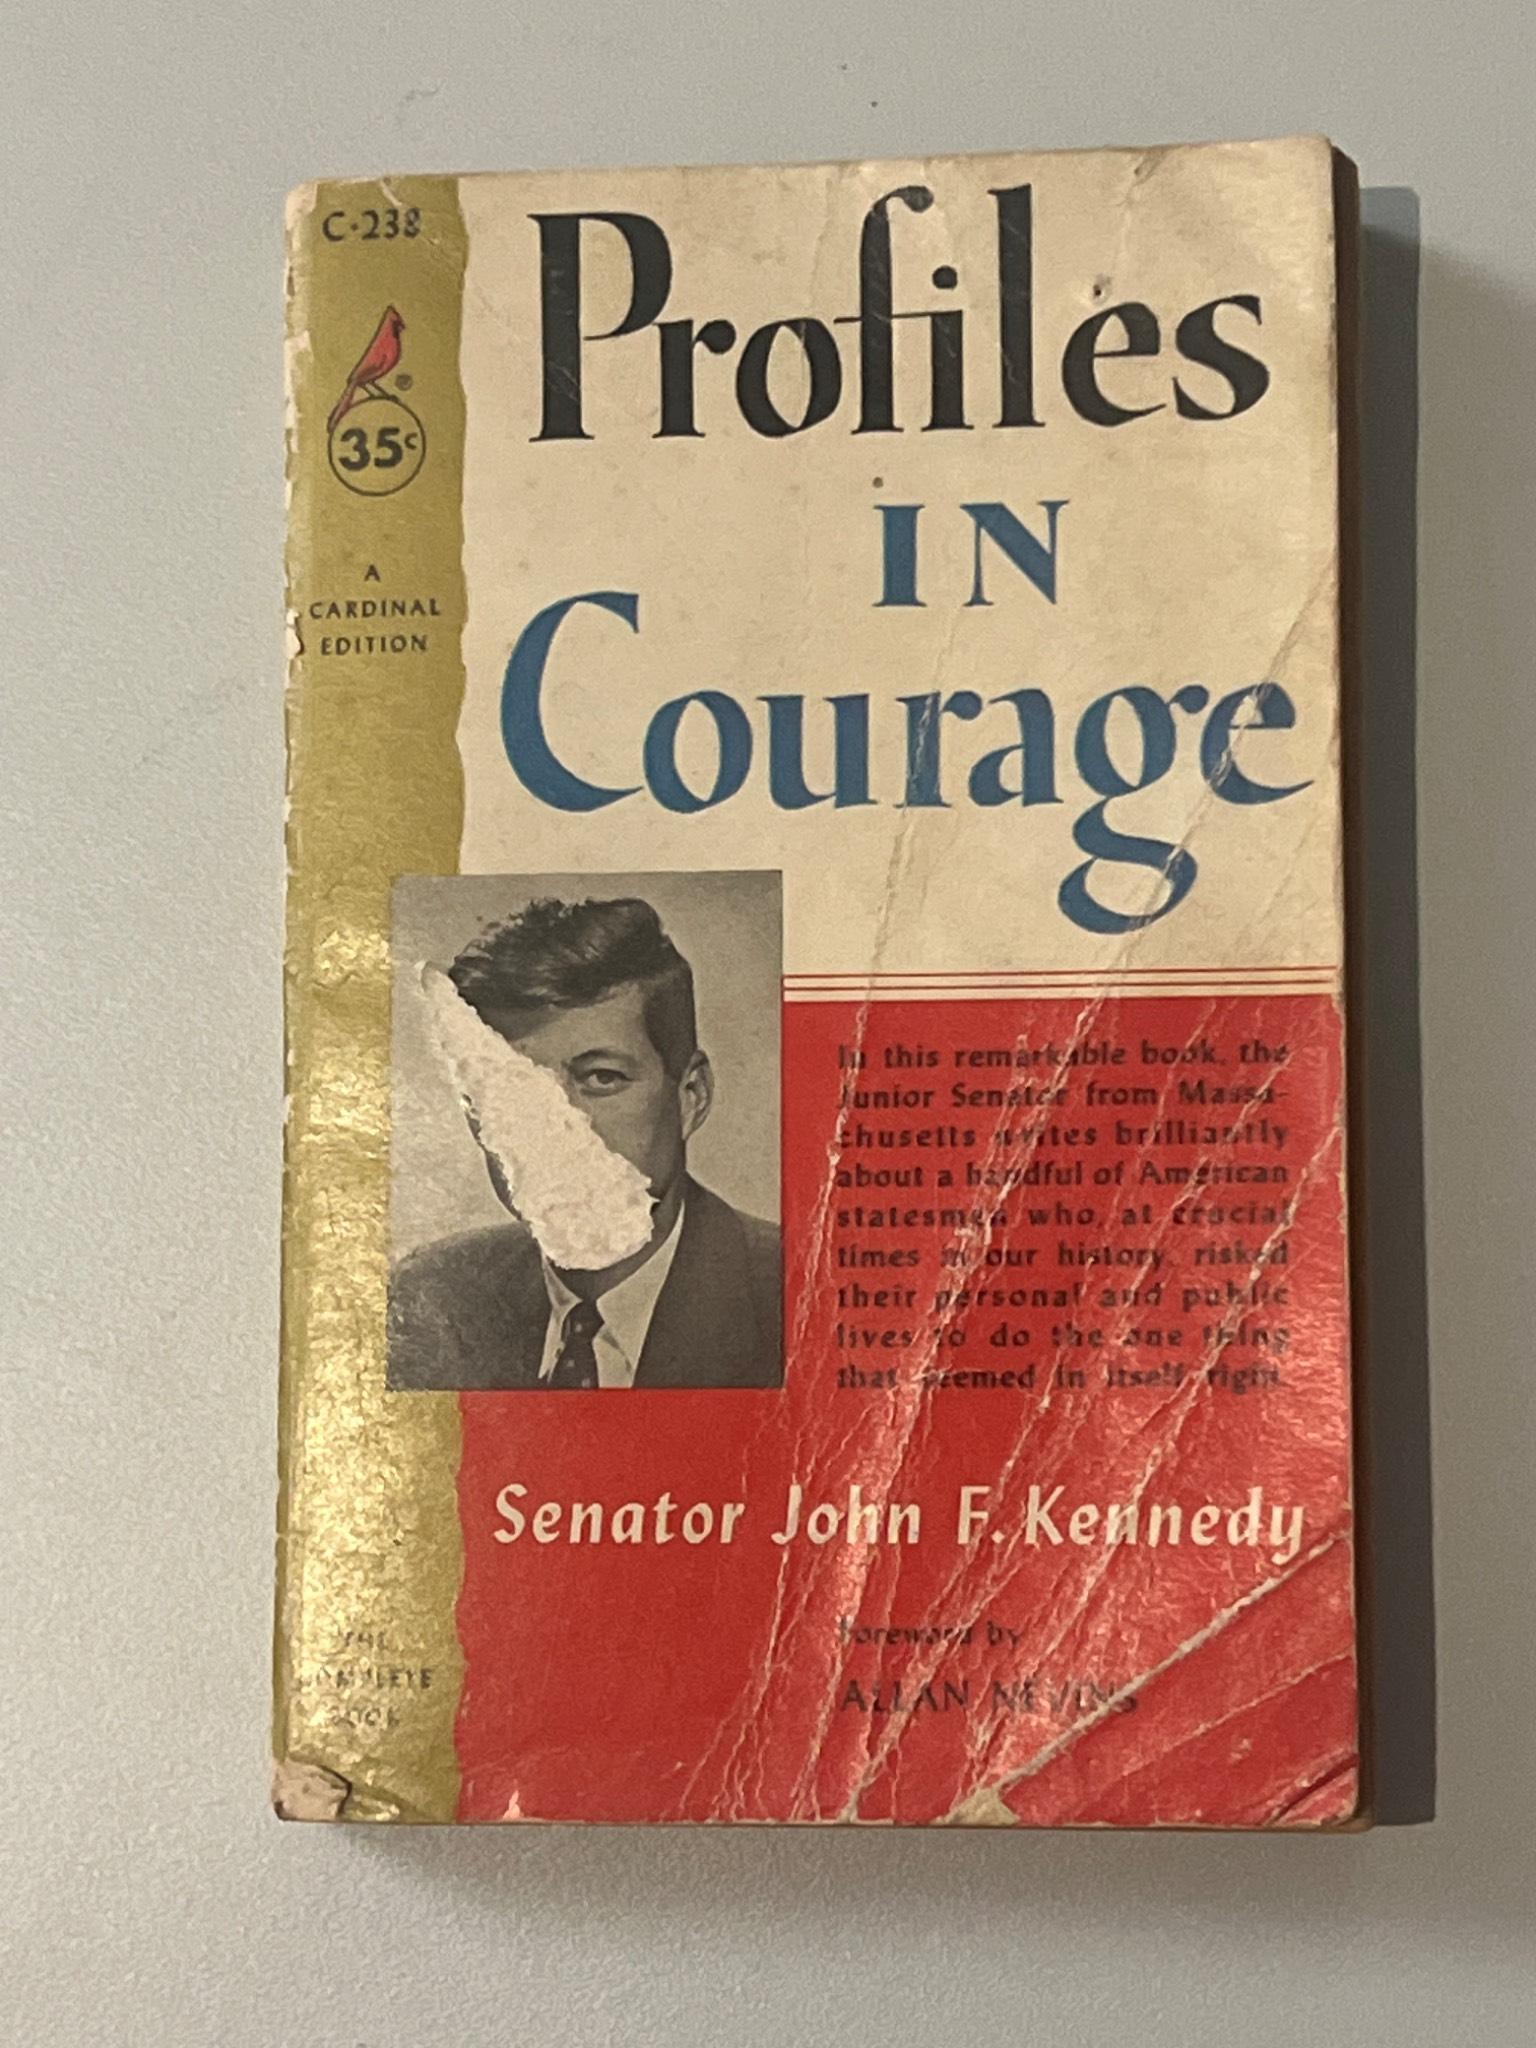 C·238
Profiles
®
35c
IN
A
CARDINAL
EDITION
Courage
In this remarkable book, the
Junior Senator from Massa-
chusetts writes brilliantly
about a handful of American
statesmen who, at crucial
times in our history, risked
their personal and public
lives to do the one thing
that seemed in itself right.
Senator John F. Kennedy
THE
COMPLETE
BOOK
Foreword by
ALLAN NEVINS